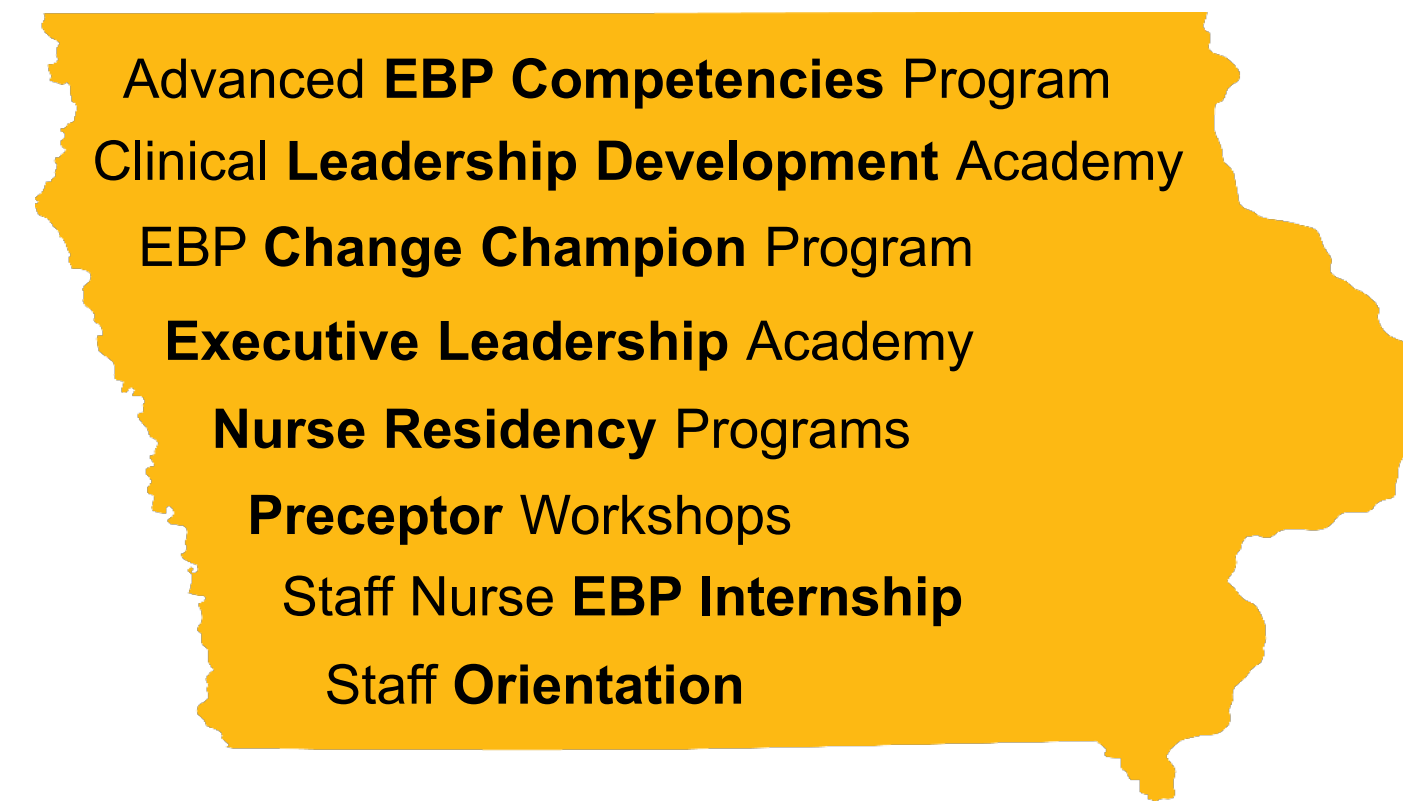 Advanced EBP Competencies Program
Clinical Leadership Development Academy
EBP Change Champion Program
Executive Leadership Academy
Nurse Residency Programs
Preceptor Workshops
Staff Nurse EBP Internship
Staff Orientation